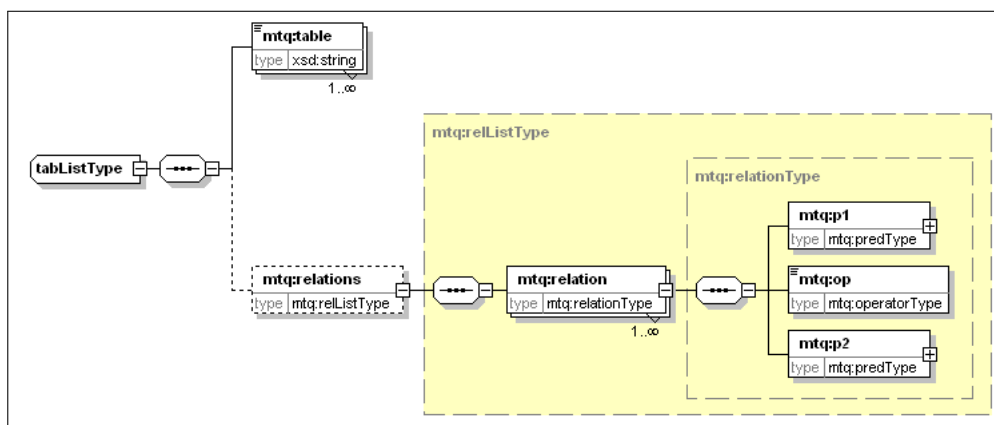 mtq:table
type xsd:string
1..∞
mtq:relListType
mtq:relationType
tabListType
mtq:p1
type mtq:predType
mtq:relations
type mtq:relListType
mtq:relation
type mtq:relationType
1..∞
mtq:op
type mtq:operatorType
mtq:p2
type mtq:predType